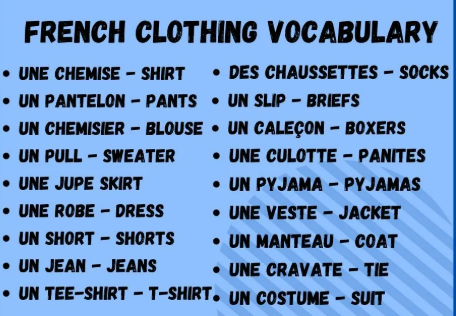 FRENCH CLOTHING VOCABULARY
• UNE CHEMISE – SHIRT
• UN PANTELON – PANTS
• UN CHEMISIER – BLOUSE
• UN PULL – SWEATER
• UNE JUPE SKIRT
• UNE ROBE – DRESS
• UN SHORT – SHORTS
• UN JEAN – JEANS
• UN TEE-SHIRT – T-SHIRT
• DES CHAUSSETTES – SOCKS
• UN SLIP – BRIEFS
• UN CALEÇON – BOXERS
• UNE CULOTTE – PANITES
• UN PYJAMA – PYJAMAS
• UNE VESTE – JACKET
• UN MANTEAU – COAT
• UNE CRAVATE – TIE
• UN COSTUME – SUIT